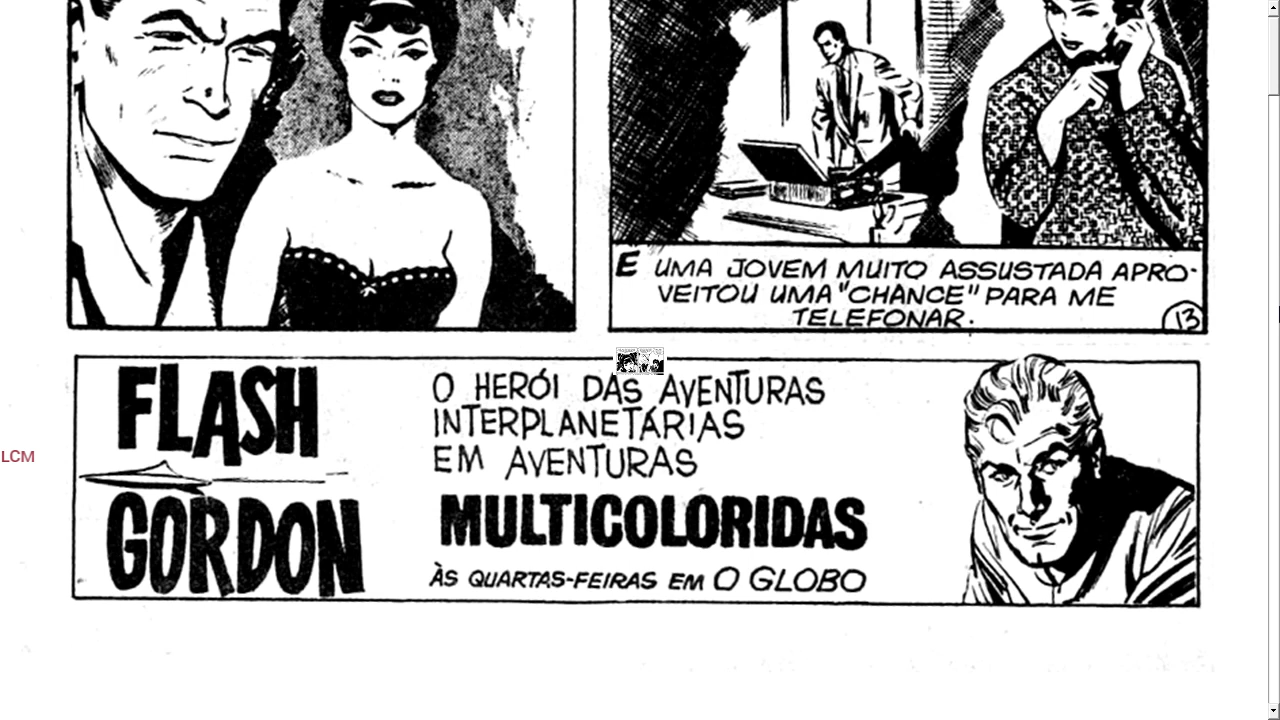 E UMA JOVEM MUITO ASSUSTADA APRO-
VEITOU UMA "CHANCE" PARA ME
TELEFONAR.
13
FLASH
GORDON
O HERÓI DAS AVENTURAS
INTERPLANETÁRIAS
EM AVENTURAS
MULTICOLORIDAS
ÀS QUARTAS-FEIRAS EM O GLOBO
LCM